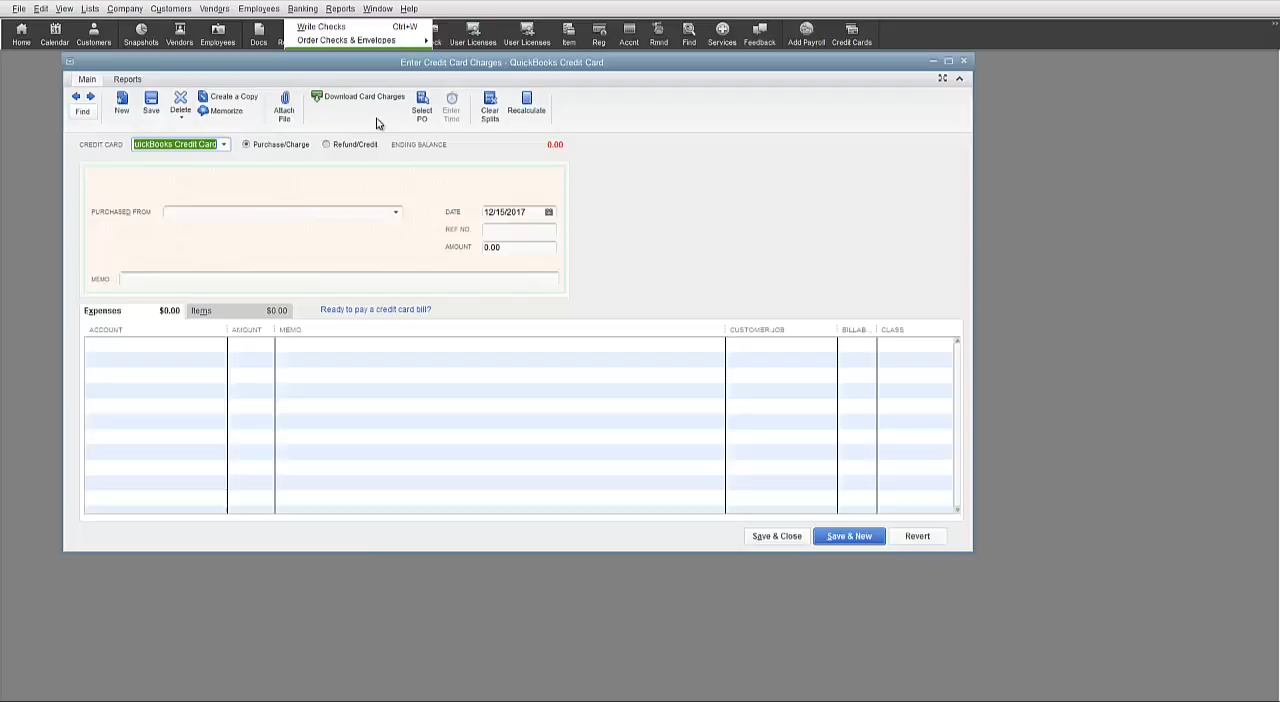 File Edit View Lists Company Customers Vendors Employees Banking Reports Window Help
Write Checks Ctrl+W
Order Checks & Envelopes
Home Calendar Customers Snapshots Vendors Employees Docs User Licenses User Licenses Item Reg Accnt Rmnd Find Services Feedback Add Payroll Credit Cards
Enter Credit Card Charges - QuickBooks Credit Card
Main Reports
Find New Save Delete Create a Copy Memorize Attach File Download Card Charges Select PO Enter Time Clear Splits Recalculate
CREDIT CARD uickBooks Credit Card Purchase/Charge Refund/Credit ENDING BALANCE 0.00
PURCHASED FROM DATE 12/15/2017
REF NO.
AMOUNT 0.00
MEMO
Expenses $0.00 Items $0.00 Ready to pay a credit card bill?
ACCOUNT AMOUNT MEMO CUSTOMER:JOB BILLAB... CLASS
Save & Close Save & New Revert